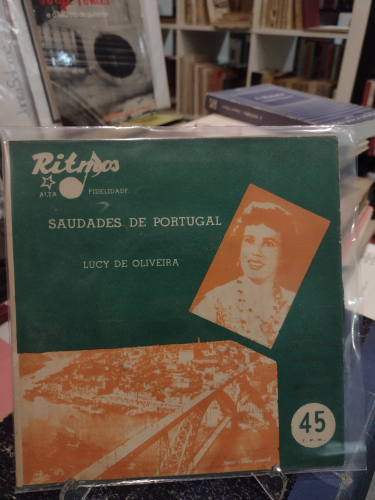 Ritmos
ALTA FIDELIDADE
SAUDADES DE PORTUGAL
LUCY DE OLIVEIRA
45
r. p. m.